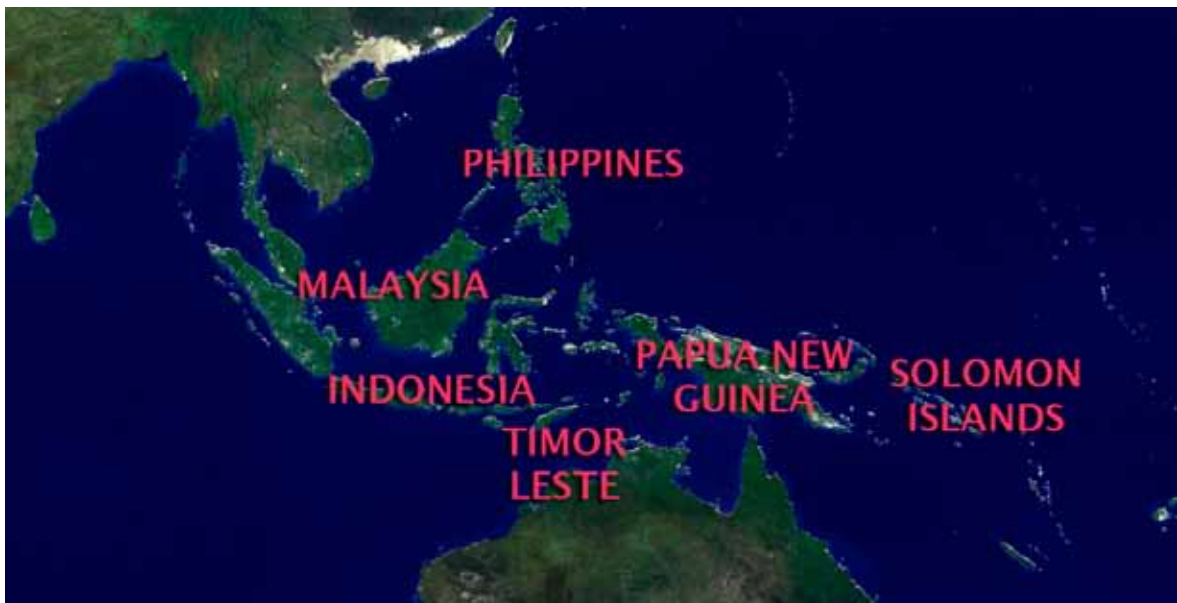 PHILIPPINES
MALAYSIA
PAPUA NEW
GUINEA
SOLOMON
ISLANDS
INDONESIA
TIMOR
LESTE